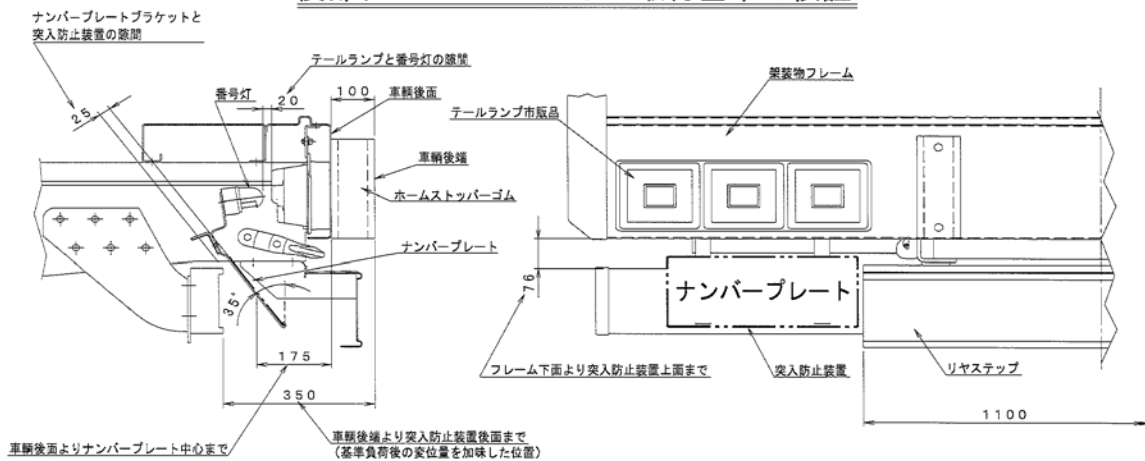 ナンバープレートブラケットと
突入防止装置の隙間
テールランプと番号灯の隙間
番号灯
20
100
車輌後面
25
車輌後端
ホームストッパーゴム
ナンバープレート
35°
175
350
車輌後面よりナンバープレート中心まで
車輌後端より突入防止装置後面まで
(基準負荷後の変位量を加味した位置)
架装物フレーム
テールランプ市販品
76
ナンバープレート
フレーム下面より突入防止装置上面まで
突入防止装置
リヤステップ
1100